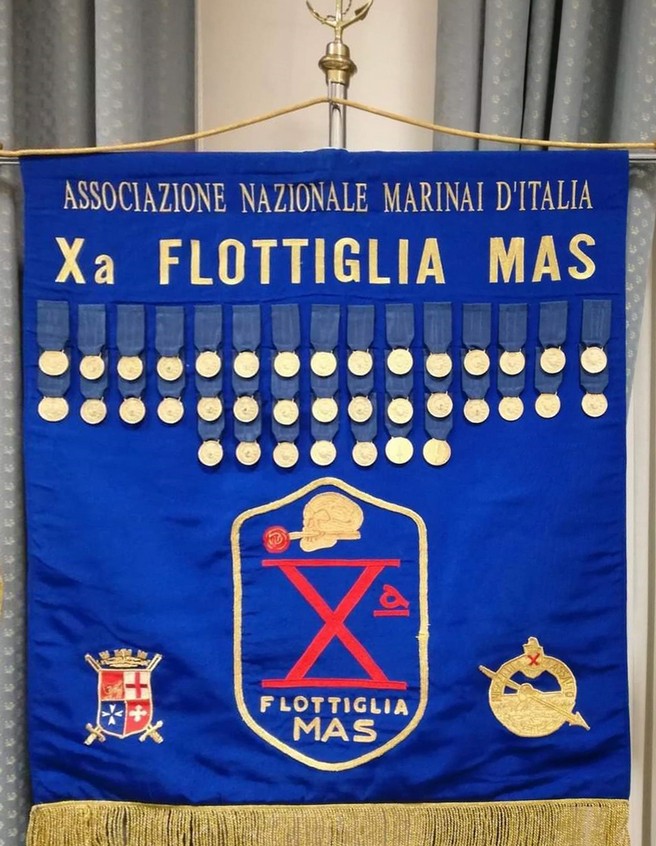 ASSOCIAZIONE NAZIONALE MARINAI D'ITALIA
Xa FLOTTIGLIA MAS
Xª
FLOTTIGLIA
MAS
X